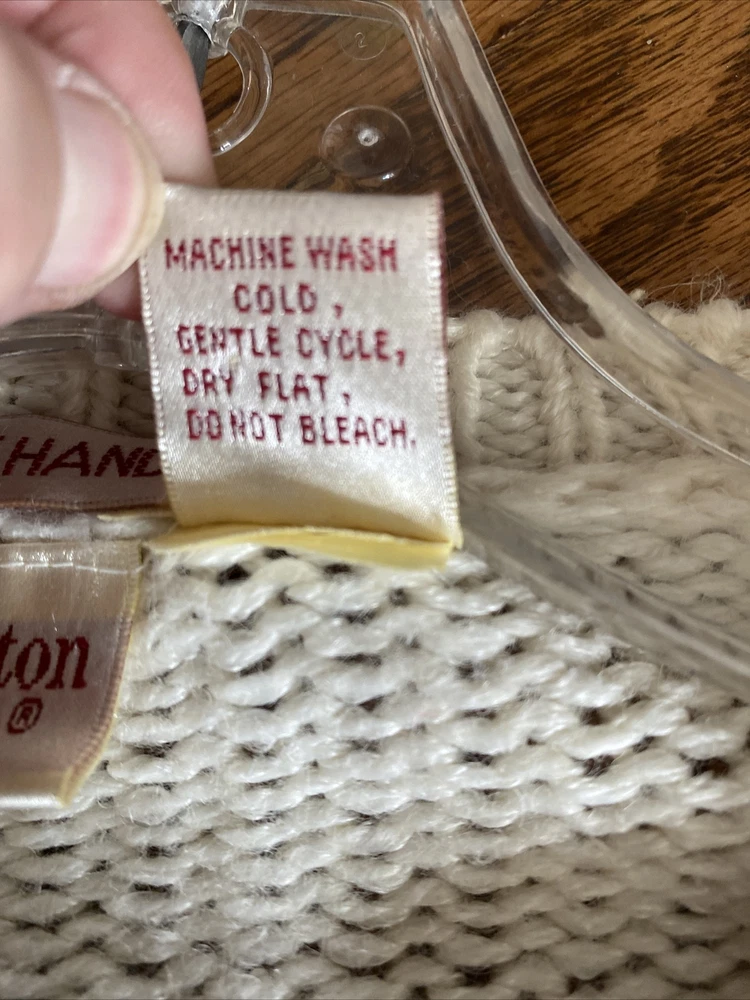 MACHINE WASH
COLD,
GENTLE CYCLE,
DRY FLAT,
DO NOT BLEACH.
HAND
ton
®